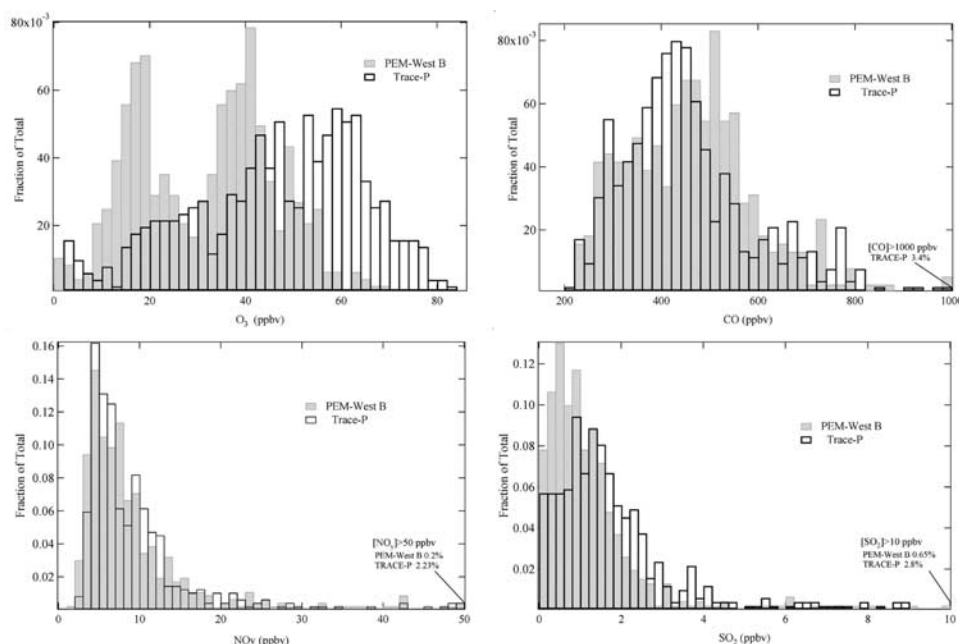 80x10⁻³
60
40
20
Fraction of Total
PEM-West B
Trace-P
0
20
40
60
80
O₃ (ppbv)
80x10⁻³
60
40
20
Fraction of Total
PEM-West B
Trace-P
[CO]>1000 ppbv
TRACE-P 3.4%
200
400
600
800
1000
CO (ppbv)
0.16
0.14
0.12
0.10
0.08
0.06
0.04
0.02
Fraction of Total
PEM-West B
Trace-P
[NOy]>50 ppbv
PEM-West B 0.2%
TRACE-P 2.23%
0
10
20
30
40
50
NOy (ppbv)
0.12
0.10
0.08
0.06
0.04
0.02
Fraction of Total
PEM-West B
Trace-P
[SO₂]>10 ppbv
PEM-West B 0.65%
TRACE-P 2.8%
0
2
4
6
8
10
SO₂ (ppbv)